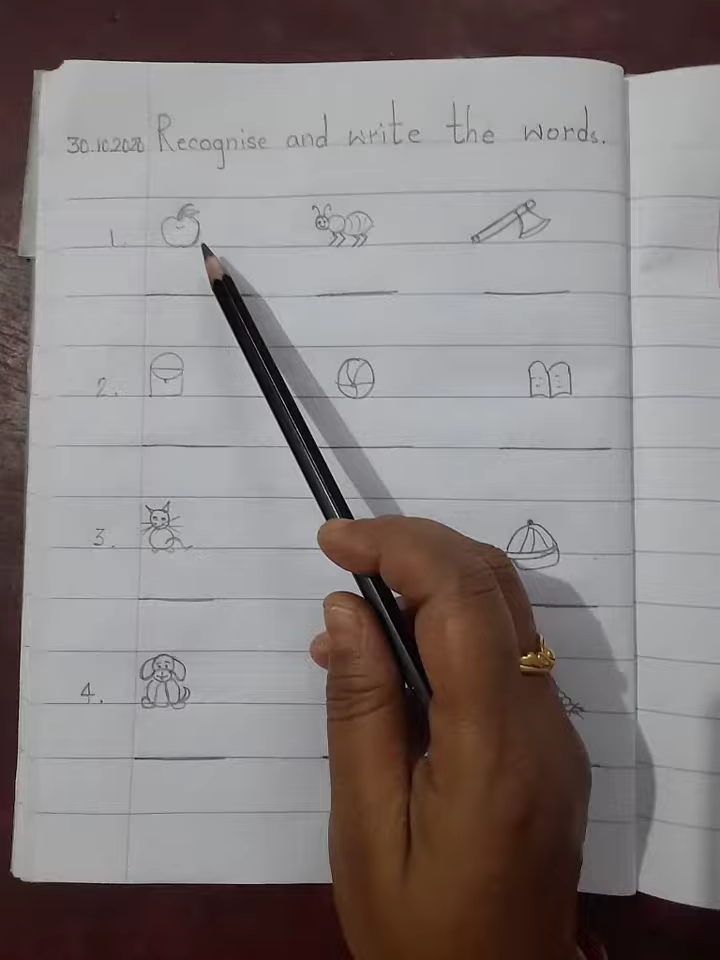 30.10.2020 Recognise and write the words.
1.
2.
3.
4.